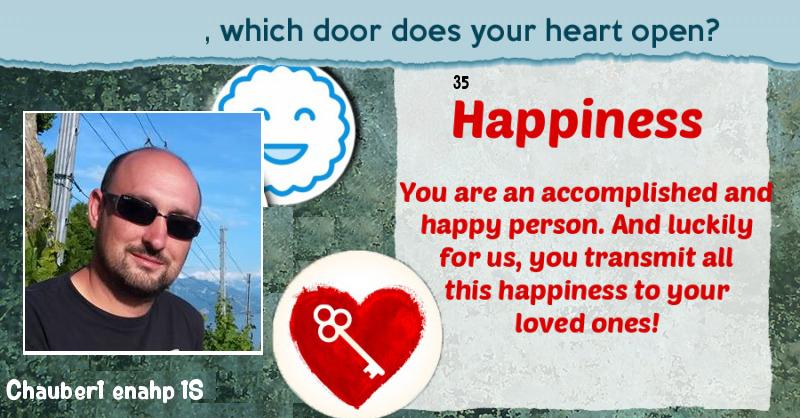 , which door does your heart open?
35
Happiness
You are an accomplished and
happy person. And luckily
for us, you transmit all
this happiness to your
loved ones!
Chauber1 enahp 1S